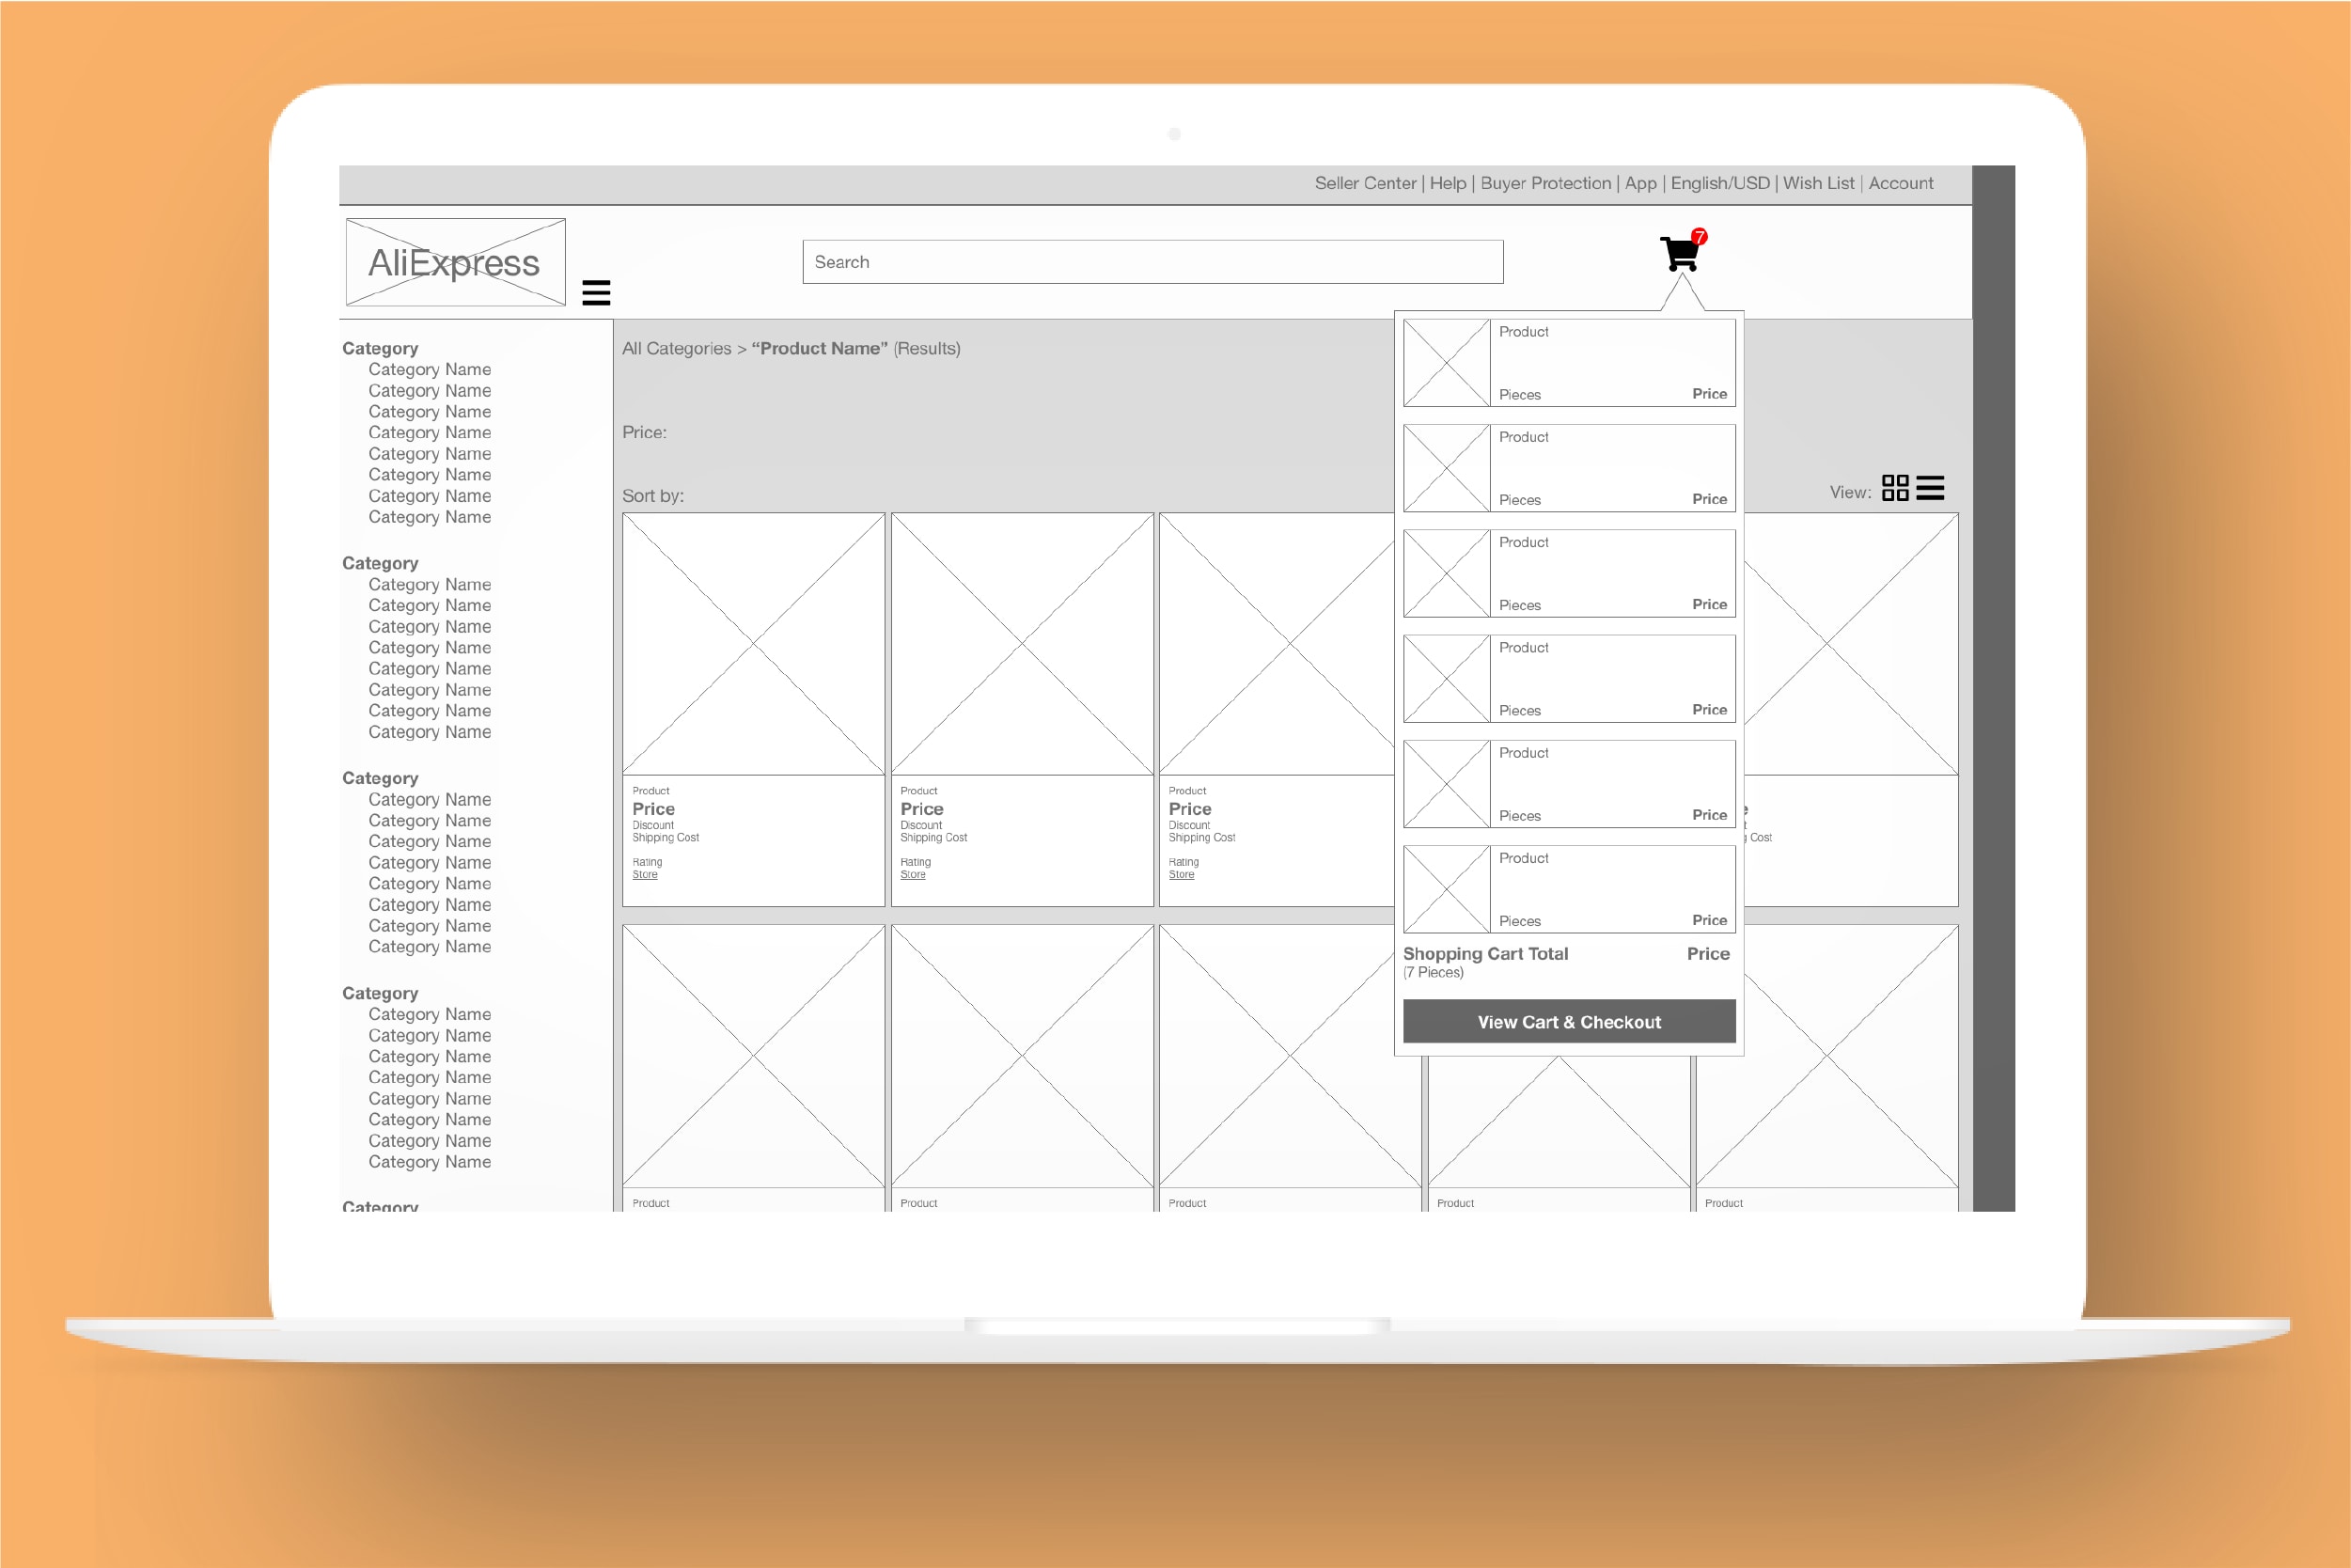 Seller Center | Help | Buyer Protection | App | English/USD | Wish List | Account
AliExpress
Search
7
Category
Category Name
Category Name
Category Name
Category Name
Category Name
Category Name
Category Name
Category Name
Category
Category Name
Category Name
Category Name
Category Name
Category Name
Category Name
Category Name
Category Name
Category
Category Name
Category Name
Category Name
Category Name
Category Name
Category Name
Category Name
Category Name
Category
Category Name
Category Name
Category Name
Category Name
Category Name
Category Name
Category Name
Category Name
Category
All Categories > “Product Name” (Results)
Price:
Sort by:
View:
Product
Price
Discount
Shipping Cost
Rating
Store
Product
Price
Discount
Shipping Cost
Rating
Store
Product
Price
Discount
Shipping Cost
Rating
Store
Cost
Product
Product
Product
Product
Product
Product
Pieces Price
Product
Pieces Price
Product
Pieces Price
Product
Pieces Price
Product
Pieces Price
Product
Pieces Price
Shopping Cart Total Price
(7 Pieces)
View Cart & Checkout